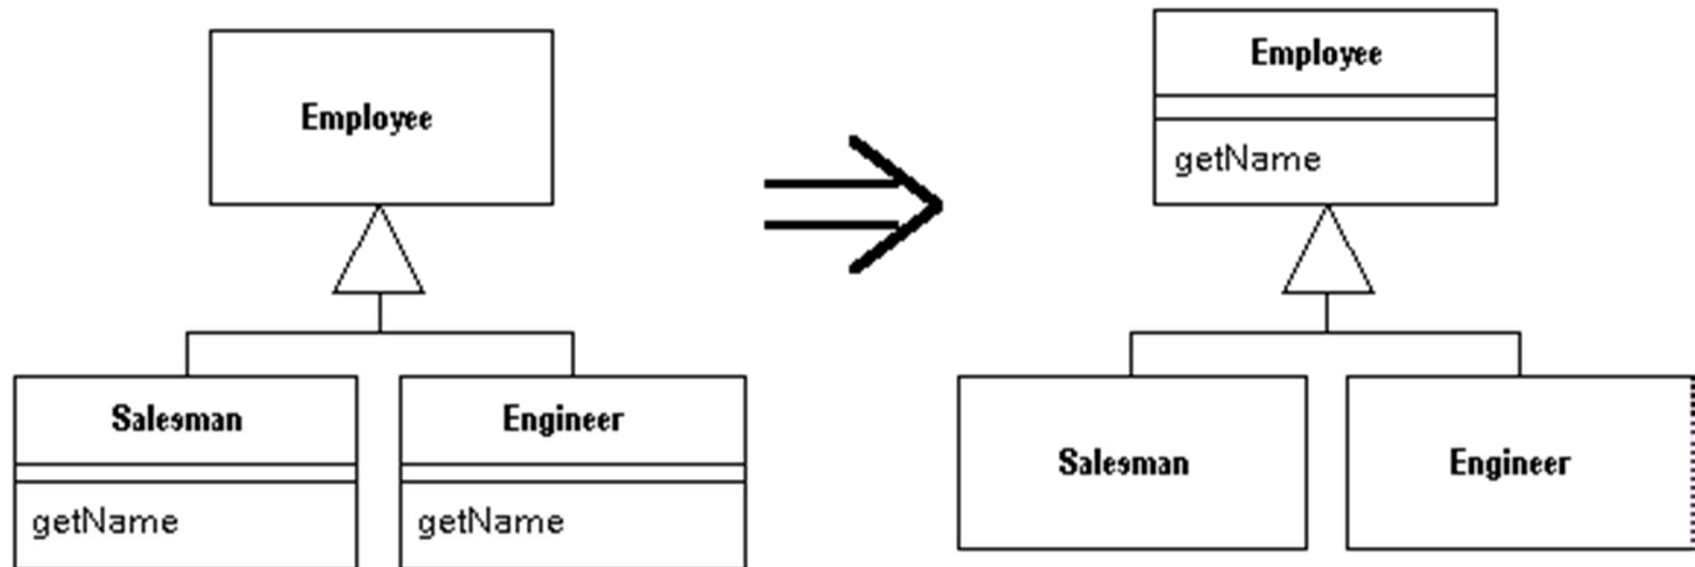 Employee
Salesman
Engineer
getName
getName
Employee
getName
Salesman
Engineer